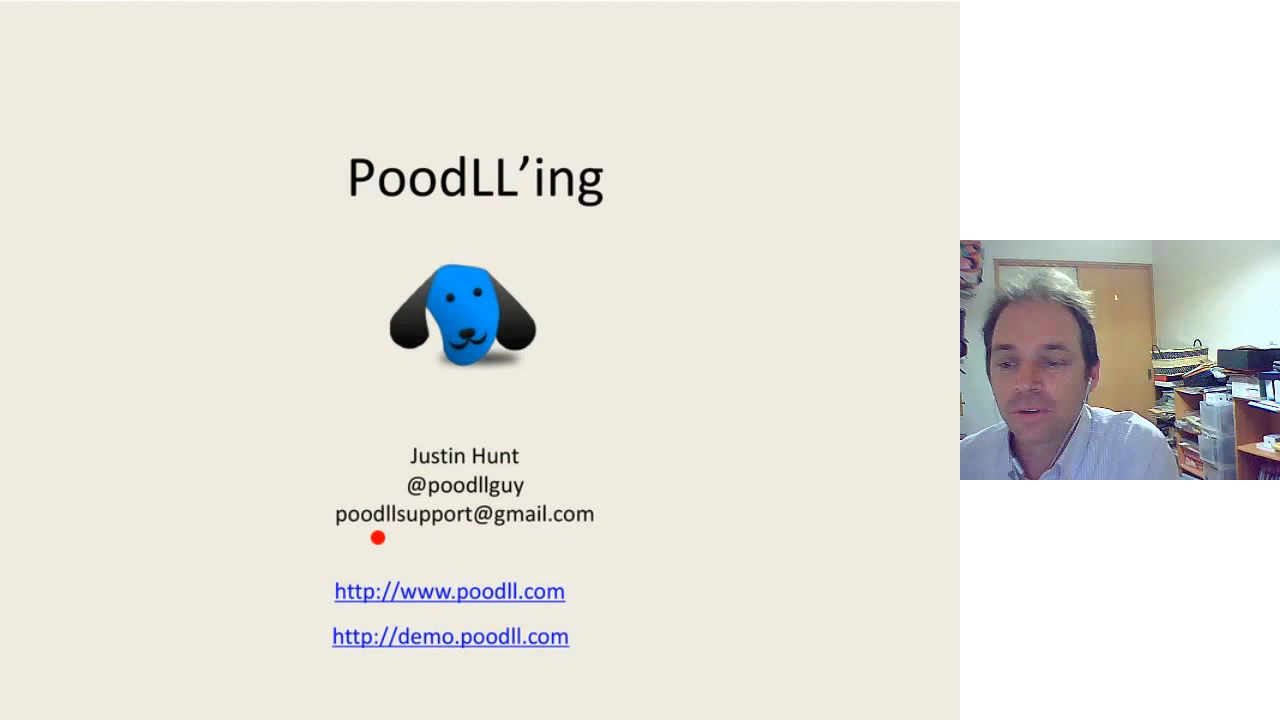 PoodLL’ing
Justin Hunt
@poodllguy
poodllsupport@gmail.com
http://www.poodll.com
http://demo.poodll.com